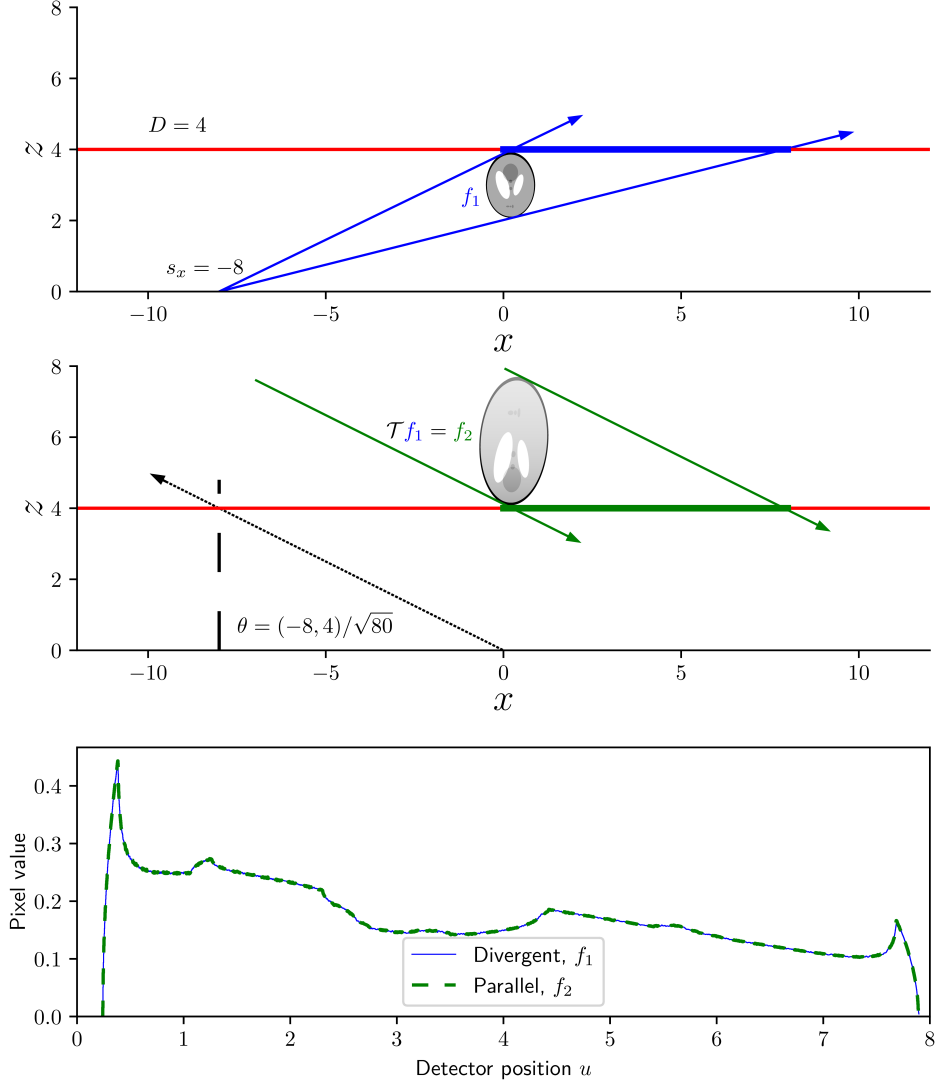 8
6
D = 4
z
4
f₁
2
sₓ = −8
0
−10
−5
0
5
10
x
8
6
𝒯f₁ = f₂
z
4
2
θ = (−8, 4)/√80
0
−10
−5
0
5
10
x
0.4
0.3
Pixel value
0.2
0.1
Divergent, f₁
Parallel, f₂
0.0
0
1
2
3
4
5
6
7
8
Detector position u